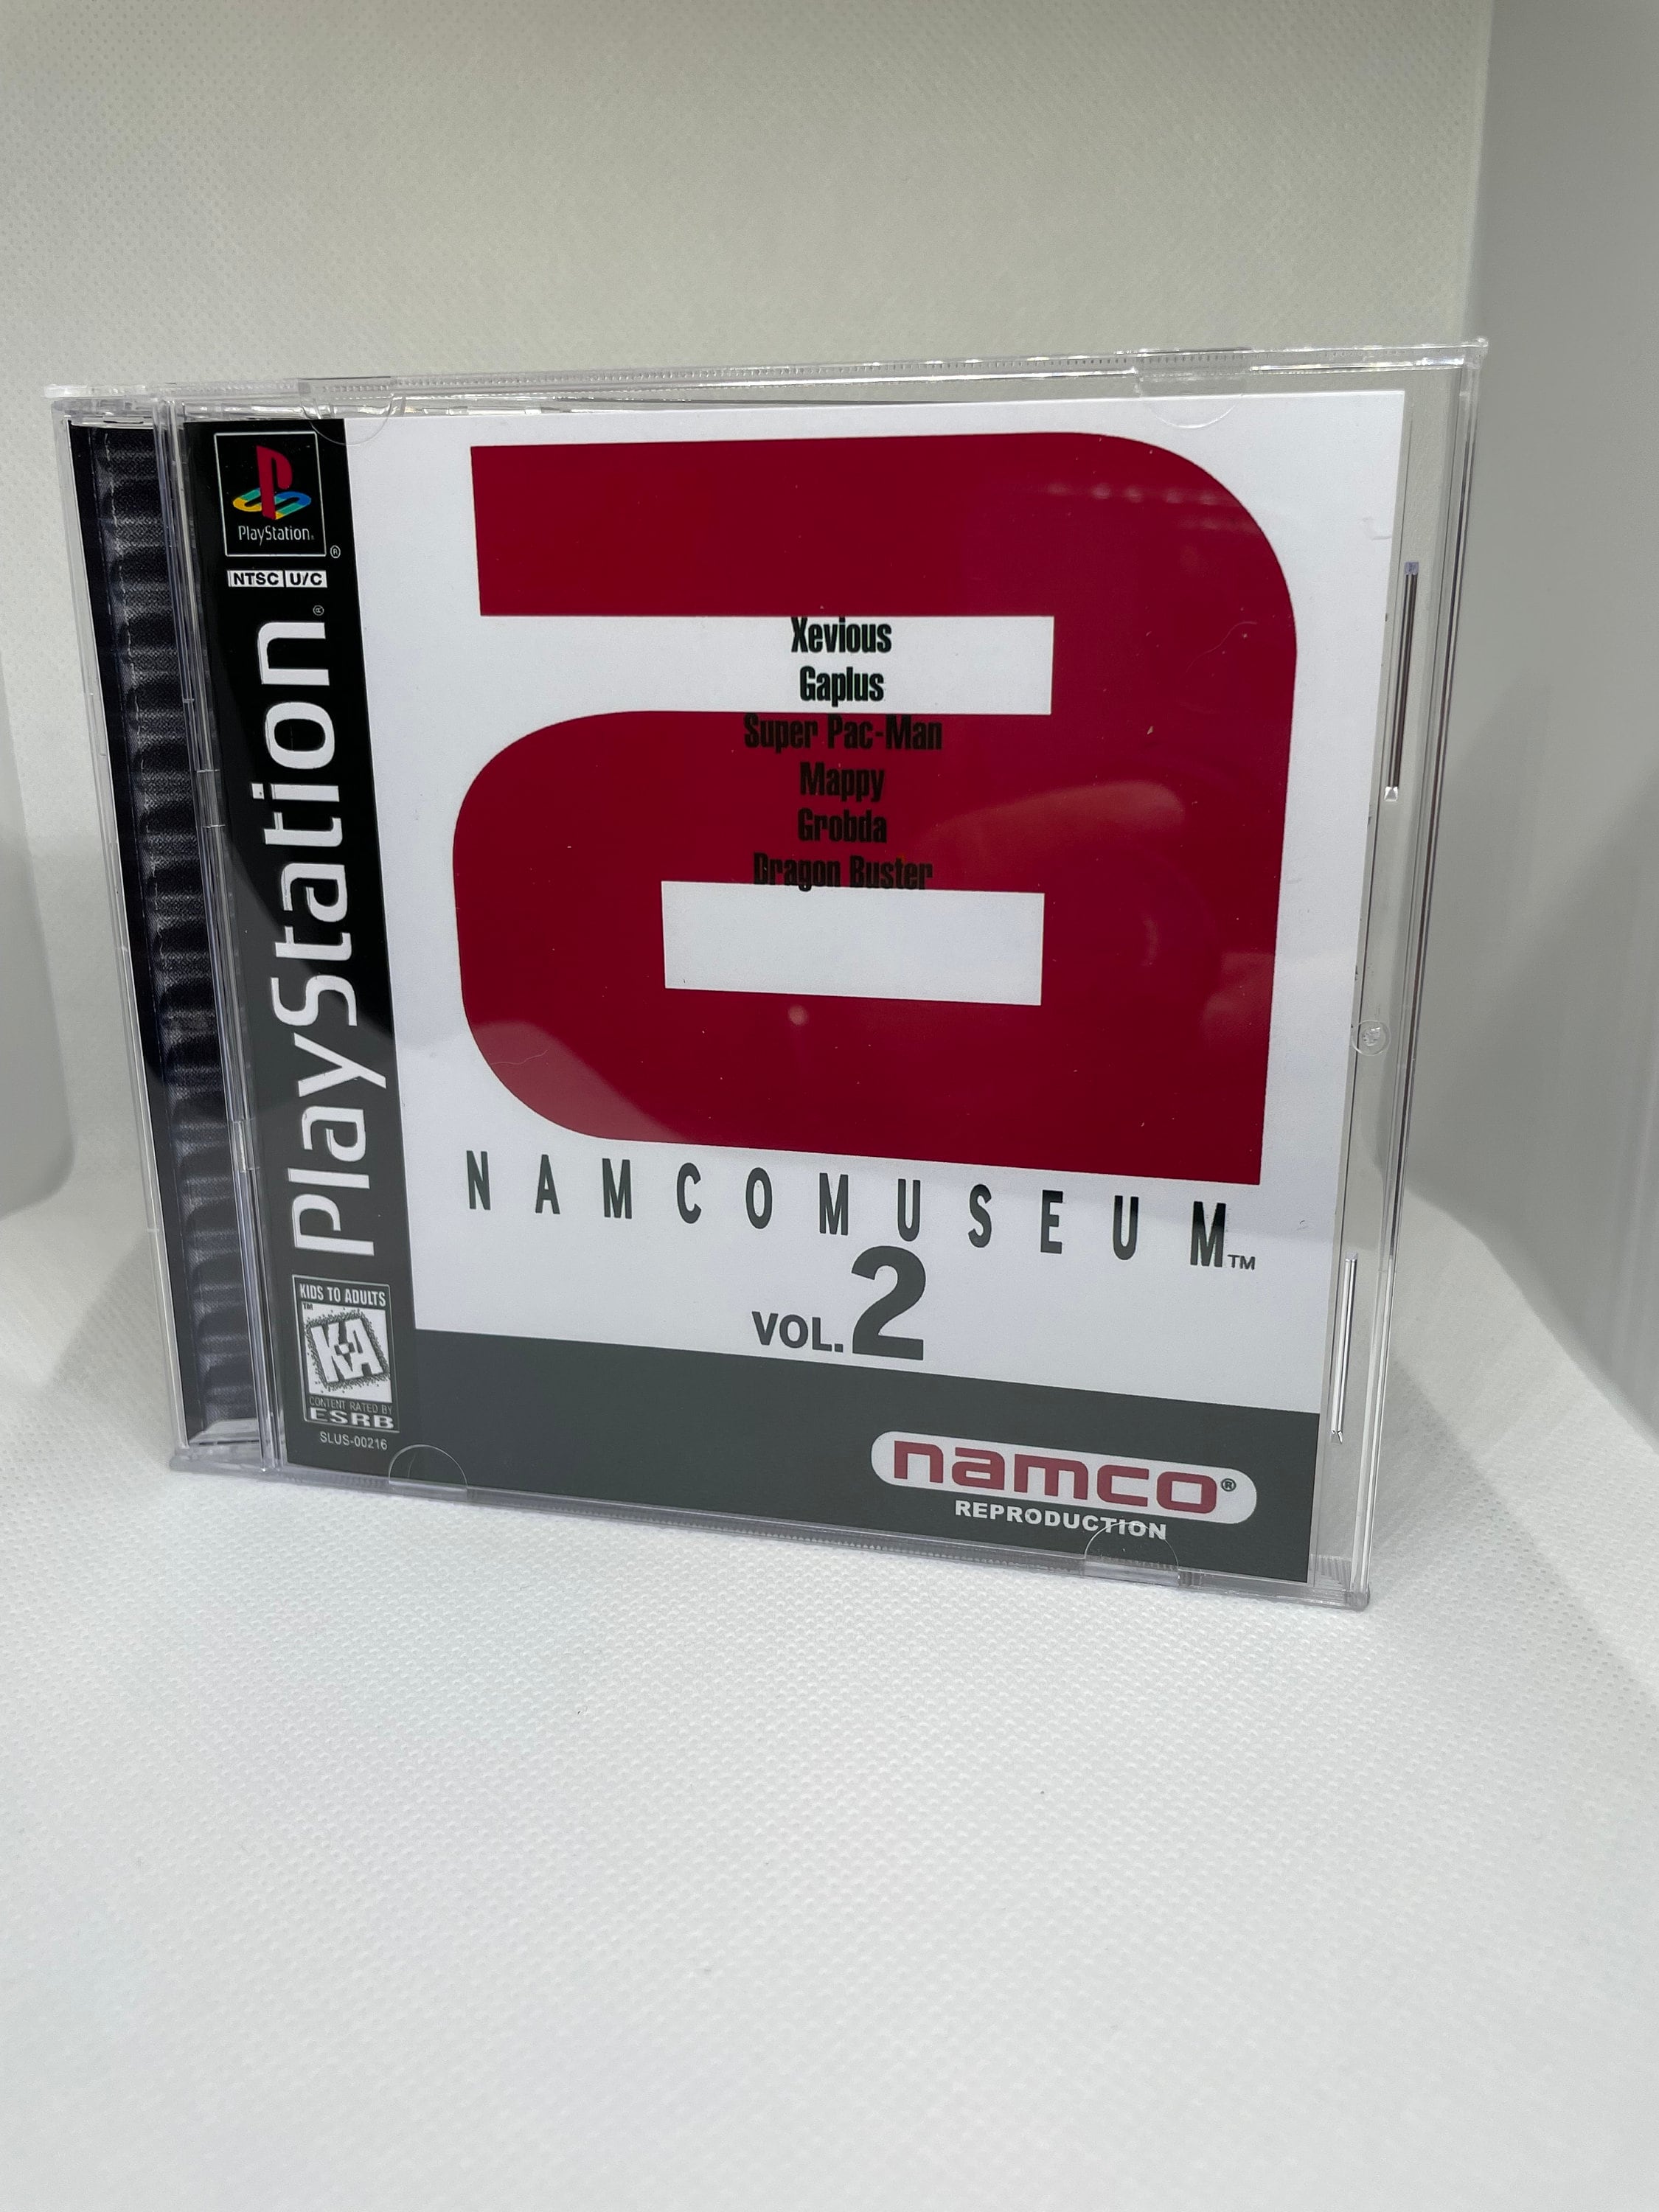 PlayStation
®
NTSC U/C
PlayStation®
KIDS TO ADULTS
™
K-A
CONTENT RATED BY
ESRB
SLUS-00216
a
Xevious
Gaplus
Super Pac-Man
Mappy
Grobda
Dragon Buster
NAMCOMUSEUM™
VOL.2
namco®
REPRODUCTION